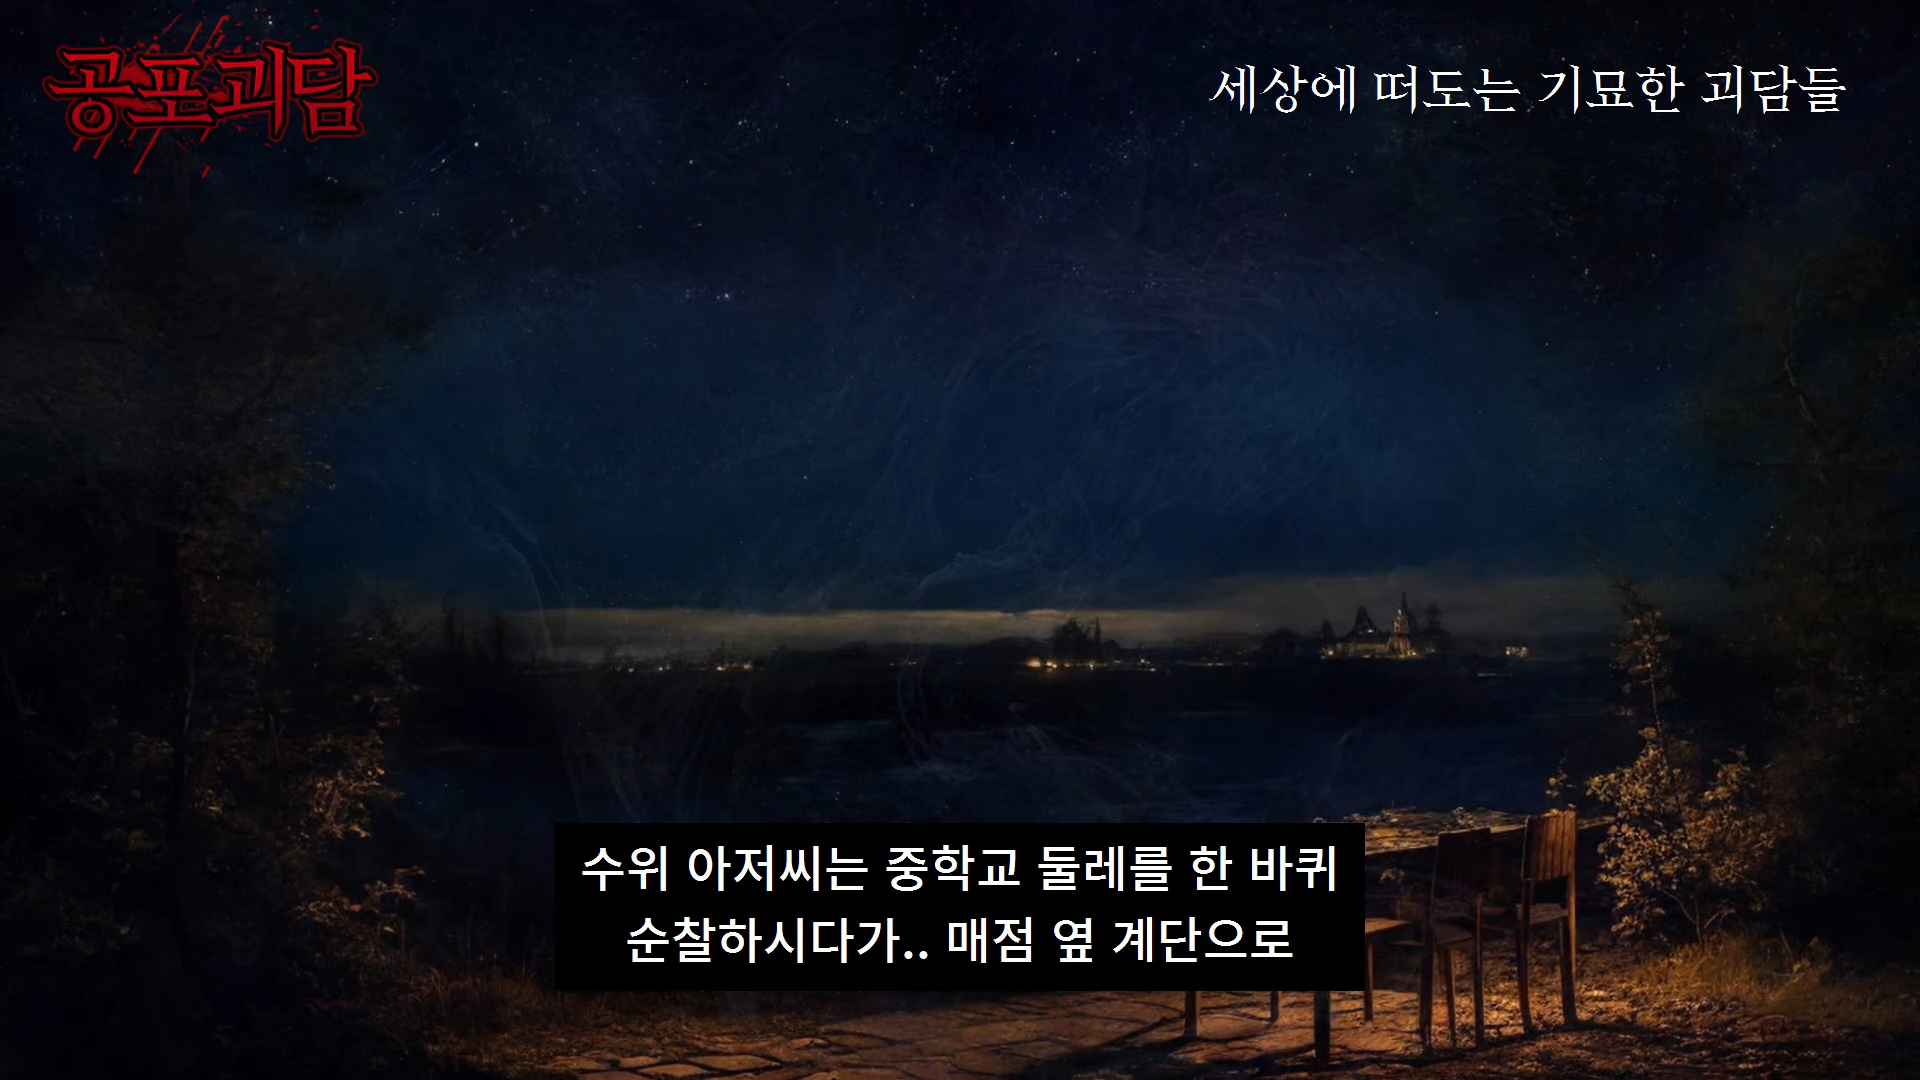 공포괴담
세상에 떠도는 기묘한 괴담들
수위 아저씨는 중학교 둘레를 한 바퀴
순찰하시다가.. 매점 옆 계단으로